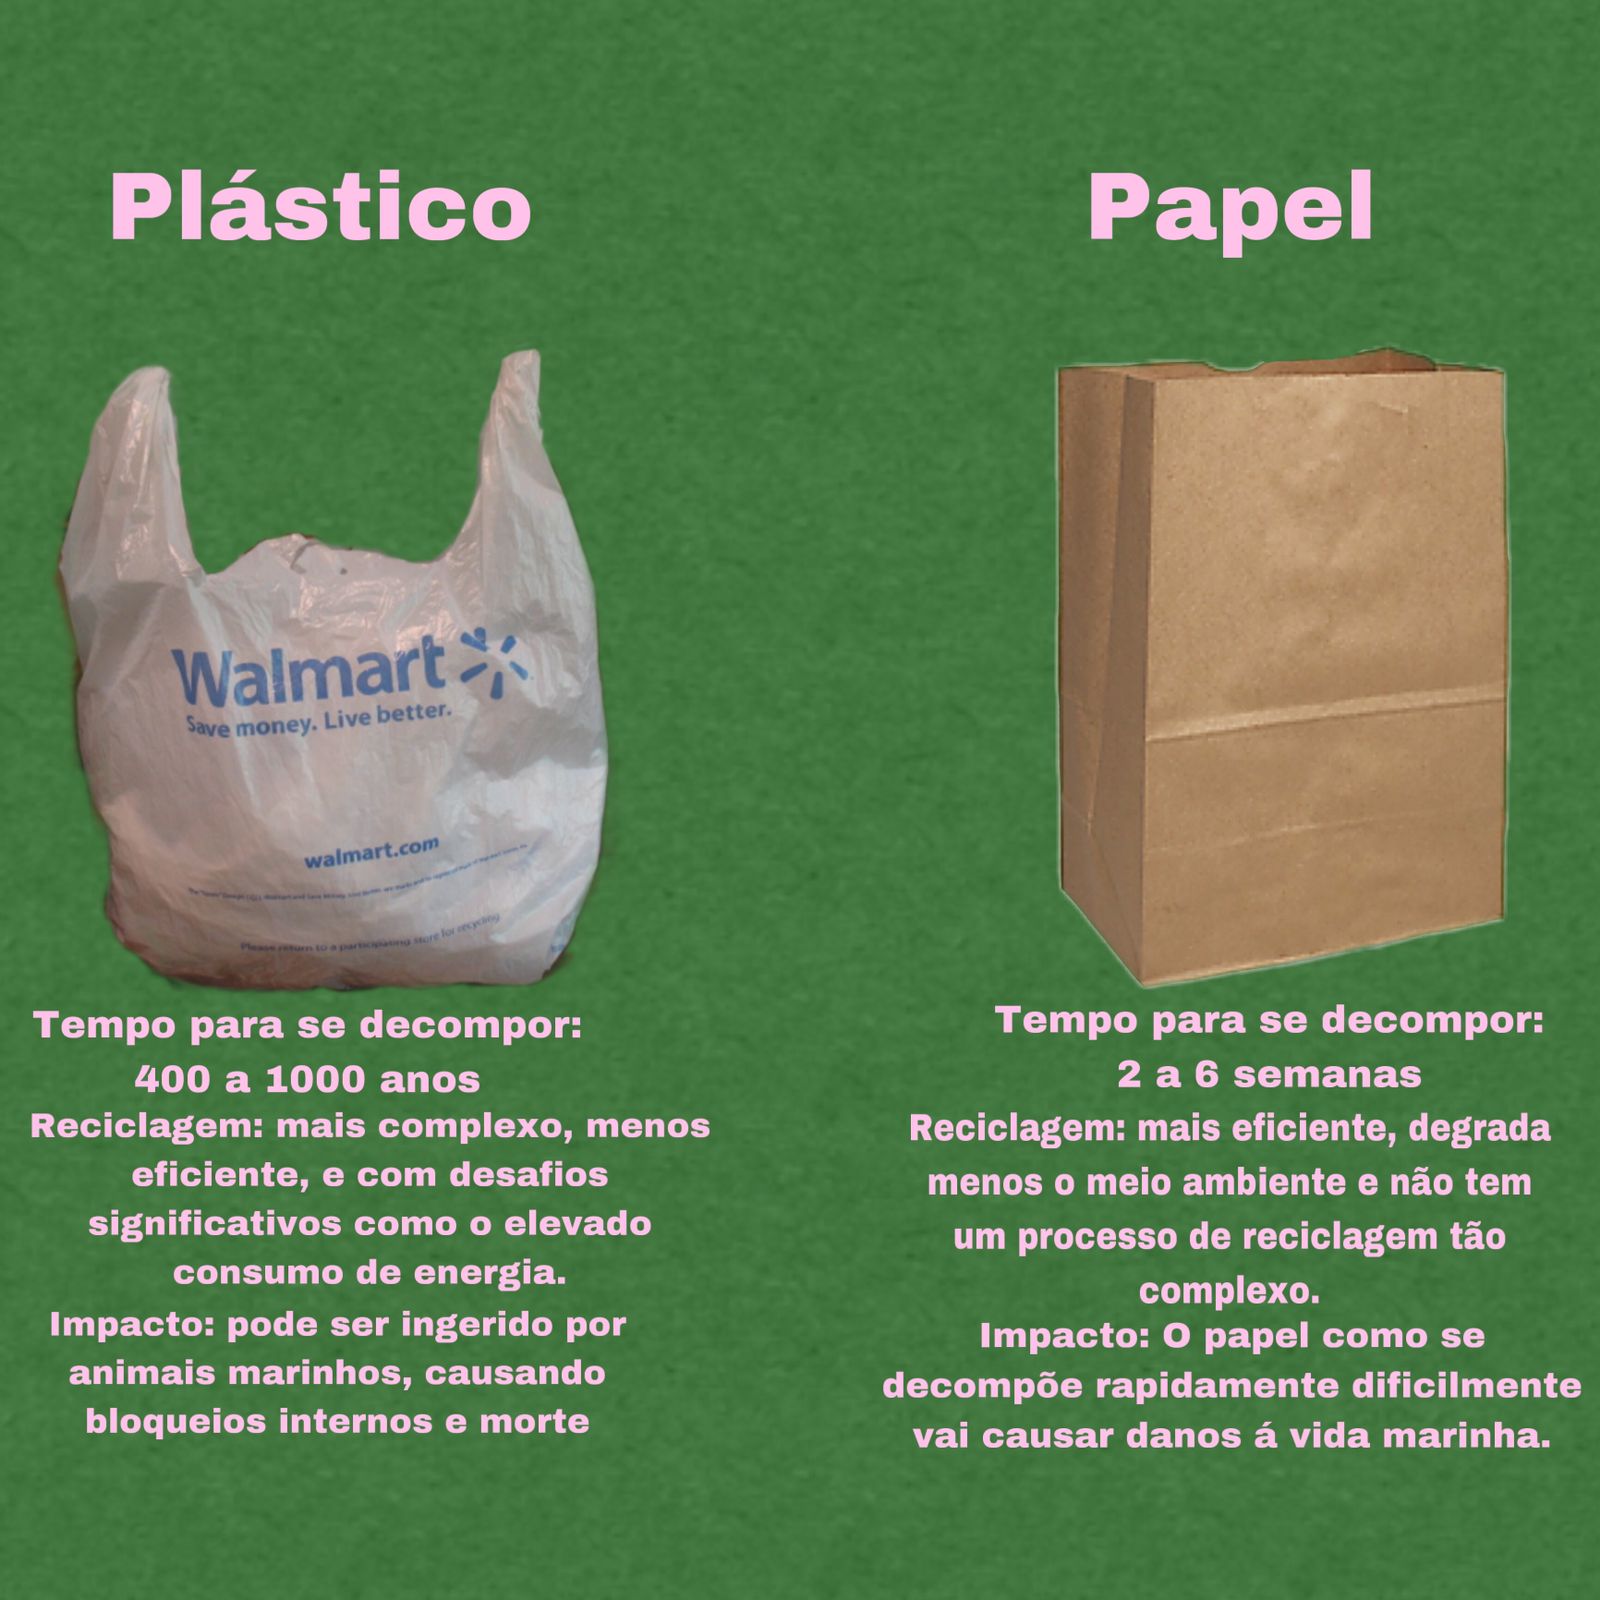 Plástico
Papel
Walmart
Save money. Live better.
walmart.com
Please return to a participating store for recycling
Tempo para se decompor:
400 a 1000 anos
Reciclagem: mais complexo, menos
eficiente, e com desafios
significativos como o elevado
consumo de energia.
Impacto: pode ser ingerido por
animais marinhos, causando
bloqueios internos e morte
Tempo para se decompor:
2 a 6 semanas
Reciclagem: mais eficiente, degrada
menos o meio ambiente e não tem
um processo de reciclagem tão
complexo.
Impacto: O papel como se
decompõe rapidamente dificilmente
vai causar danos á vida marinha.